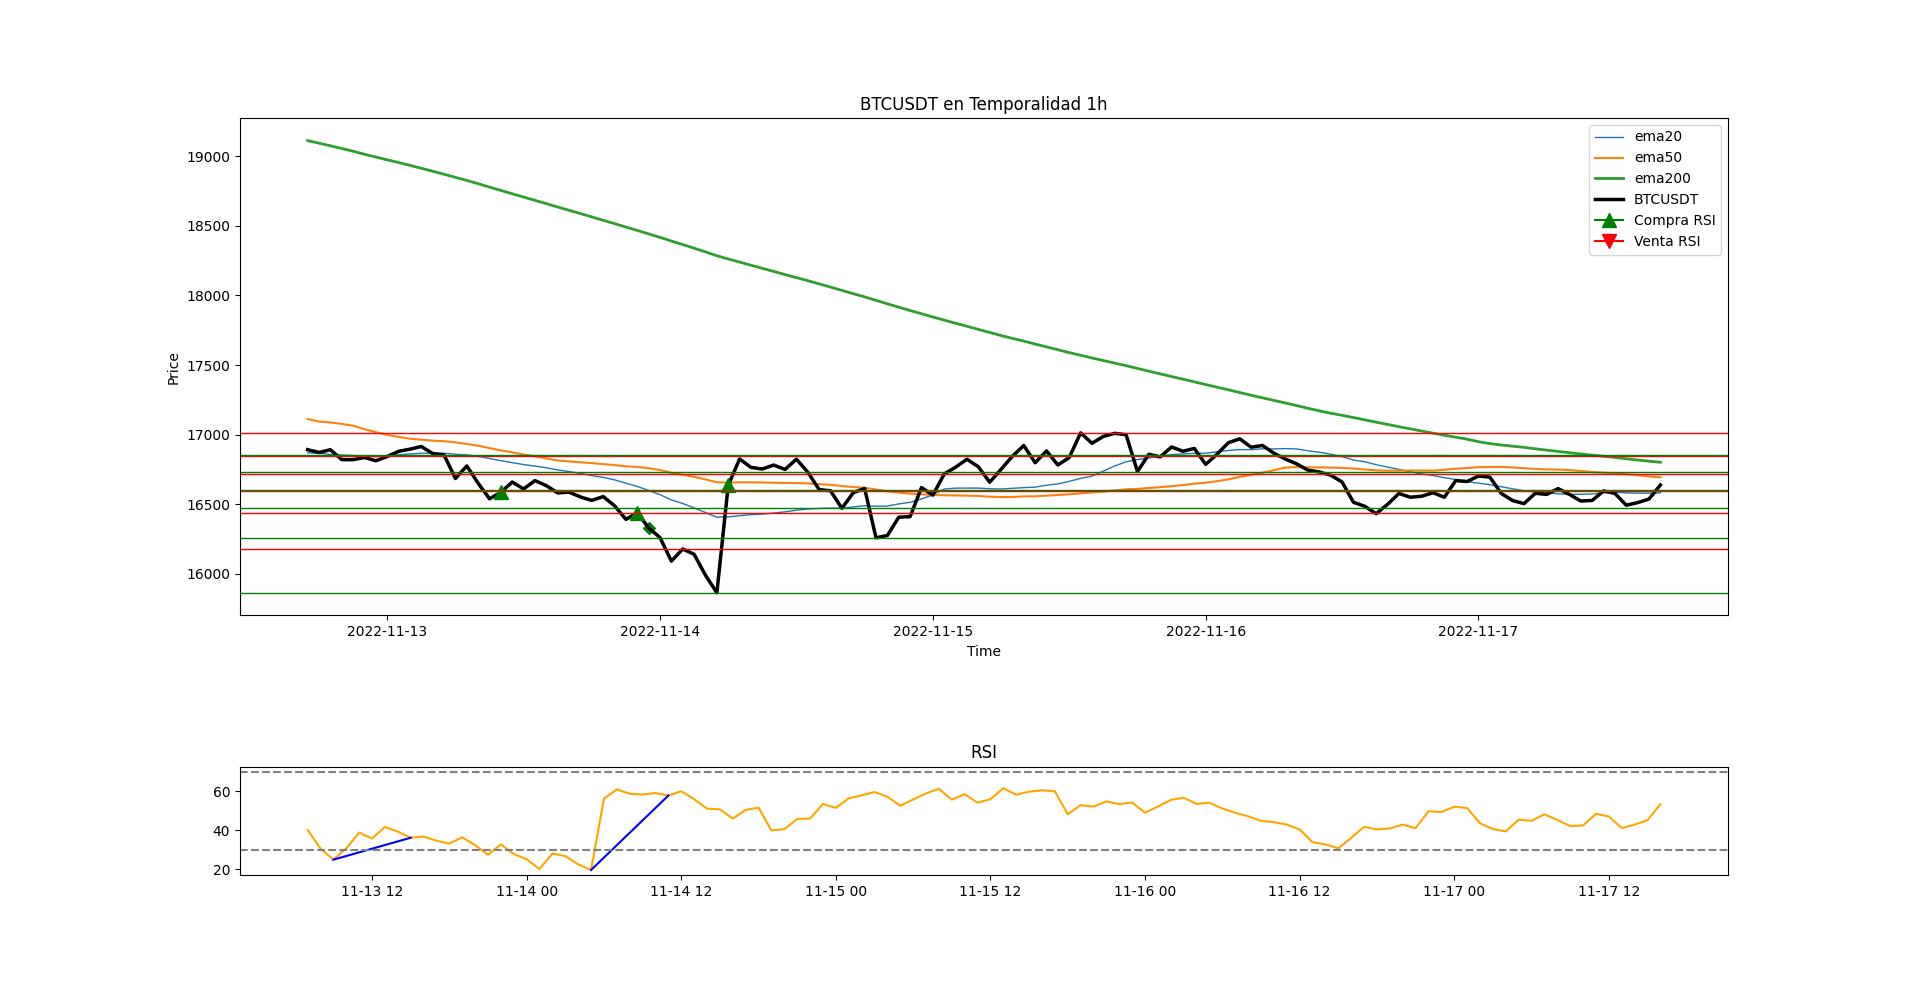 BTCUSDT en Temporalidad 1h
ema20
ema50
ema200
BTCUSDT
Compra RSI
Venta RSI
19000
18500
18000
17500
17000
16500
16000
Price
2022-11-13 2022-11-14 2022-11-15 2022-11-16 2022-11-17
Time
RSI
60
40
20
11-13 12 11-14 00 11-14 12 11-15 00 11-15 12 11-16 00 11-16 12 11-17 00 11-17 12